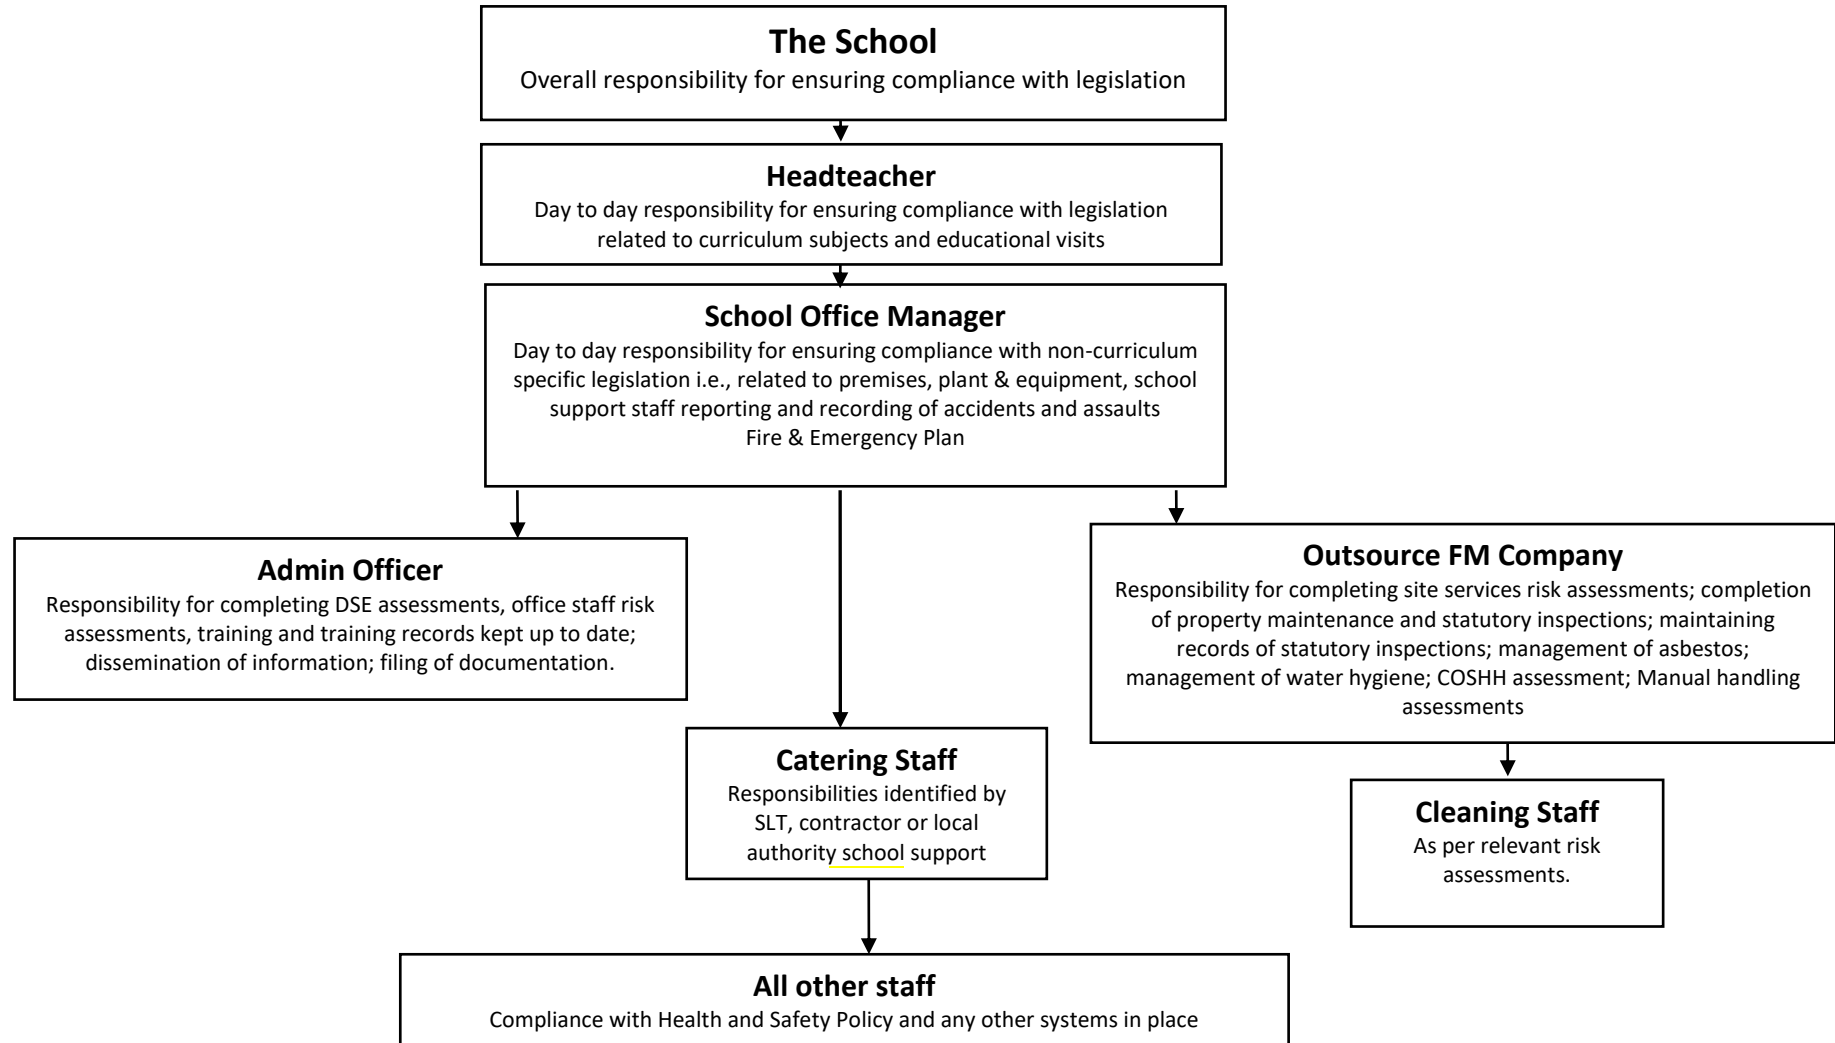 The School
Overall responsibility for ensuring compliance with legislation
Headteacher
Day to day responsibility for ensuring compliance with legislation
related to curriculum subjects and educational visits
School Office Manager
Day to day responsibility for ensuring compliance with non-curriculum
specific legislation i.e., related to premises, plant & equipment, school
support staff reporting and recording of accidents and assaults
Fire & Emergency Plan
Admin Officer
Responsibility for completing DSE assessments, office staff risk
assessments, training and training records kept up to date;
dissemination of information; filing of documentation.
Outsource FM Company
Responsibility for completing site services risk assessments; completion
of property maintenance and statutory inspections; maintaining
records of statutory inspections; management of asbestos;
management of water hygiene; COSHH assessment; Manual handling
assessments
Catering Staff
Responsibilities identified by
SLT, contractor or local
authority school support
Cleaning Staff
As per relevant risk
assessments.
All other staff
Compliance with Health and Safety Policy and any other systems in place